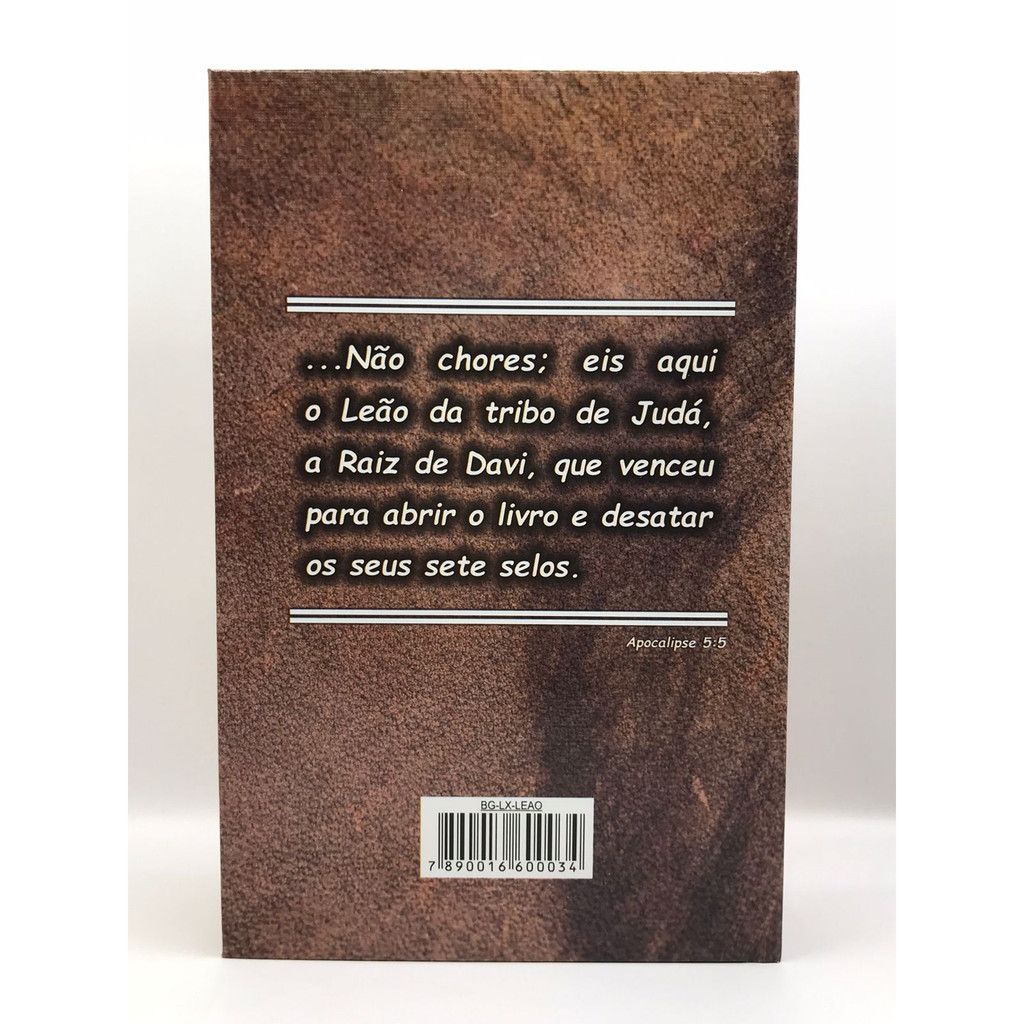 ...Não chores; eis aqui
o Leão da tribo de Judá,
a Raiz de Davi, que venceu
para abrir o livro e desatar
os seus sete selos.
Apocalipse 5:5
BG-LX-LEAO
7 890016 600034